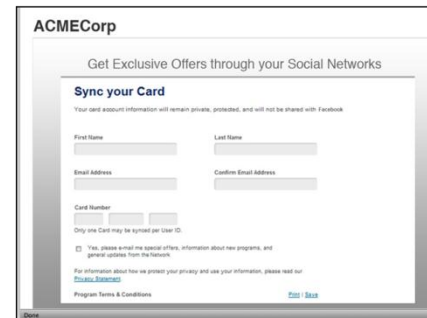 ACMECorp
Get Exclusive Offers through your Social Networks
Sync your Card
Your card account information will remain private, protected, and will not be shared with Facebook
First Name Last Name
Email Address Confirm Email Address
Card Number
Only one Card may be synced per User ID.
Yes, please e-mail me special offers, information about new programs, and
general updates from the Network
For information about how we protect your privacy and use your information, please read our
Privacy Statement
Program Terms & Conditions Print | Save
Done